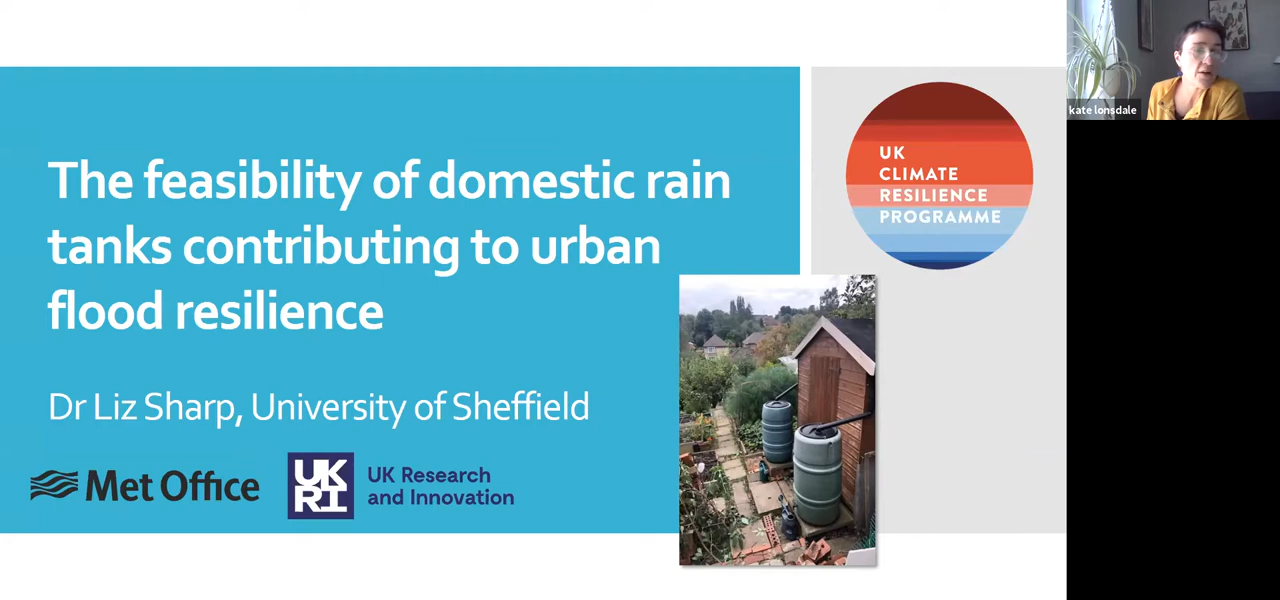 The feasibility of domestic rain
tanks contributing to urban
flood resilience
Dr Liz Sharp, University of Sheffield
Met Office
UK
RI
UK Research
and Innovation
UK
CLIMATE
RESILIENCE
PROGRAMME
kate lonsdale